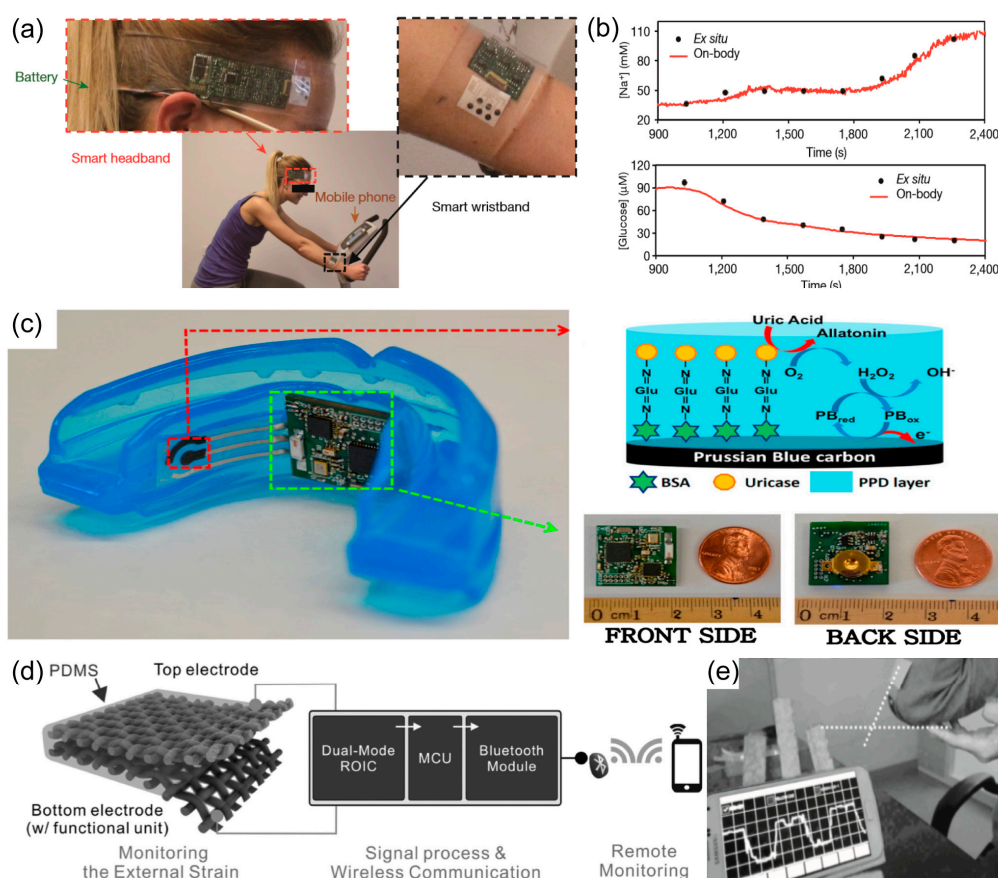 (a)
Battery
Smart headband
Mobile phone
Smart wristband
(b)
[Na+] (mM)
110
80
50
20
Ex situ
On-body
900 1,200 1,500 1,800 2,100 2,400
Time (s)
[Glucose] (μM)
120
90
60
30
0
Ex situ
On-body
900 1,200 1,500 1,800 2,100 2,400
Time (s)
(c)
Uric Acid
Allatonin
O2
H2O2
OH-
N Glu N
N Glu N
N Glu N
N Glu N
PBred
PBox
e-
Prussian Blue carbon
BSA
Uricase
PPD layer
0 cm 1 2 3 4
0 cm 1 2 3 4
FRONT SIDE
BACK SIDE
(d)
PDMS
Top electrode
Bottom electrode
(w/ functional unit)
Dual-Mode
ROIC
MCU
Bluetooth
Module
Monitoring
the External Strain
Signal process &
Wireless Communication
Remote
Monitoring
(e)